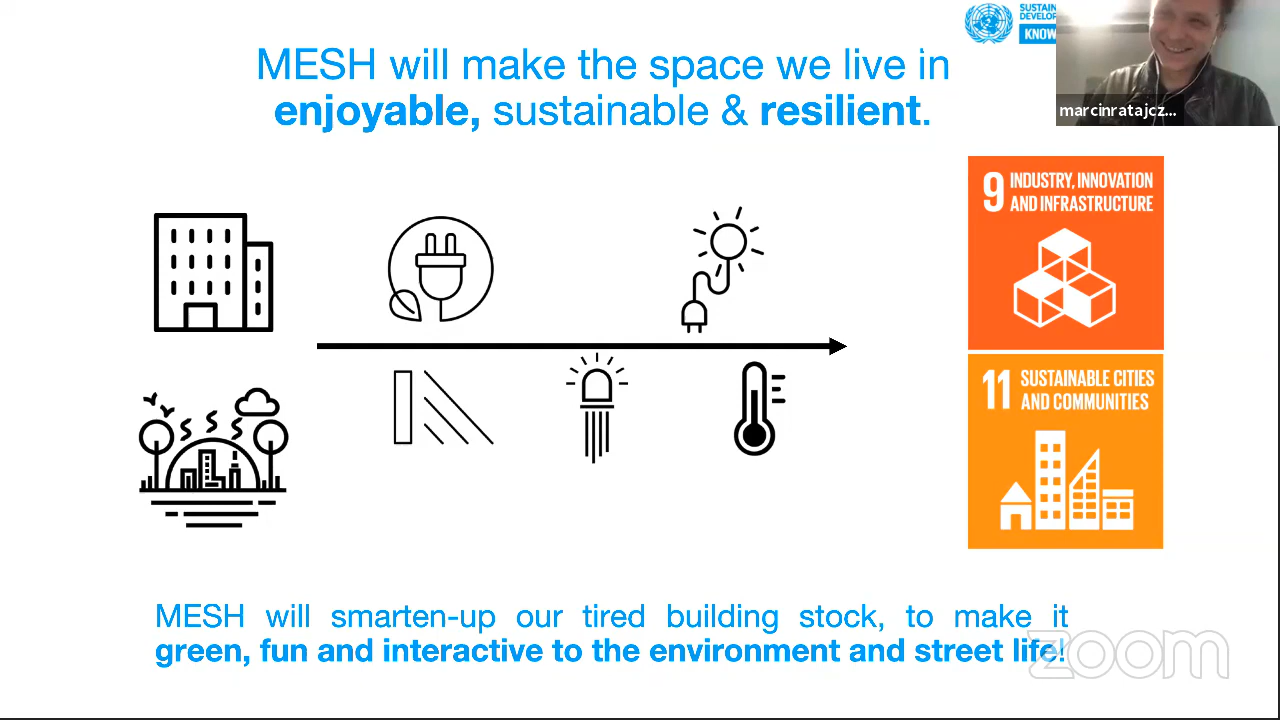 MESH will make the space we live in
enjoyable, sustainable & resilient.
marcinratajcz...
9 INDUSTRY, INNOVATION
AND INFRASTRUCTURE
11 SUSTAINABLE CITIES
AND COMMUNITIES
MESH will smarten-up our tired building stock, to make it
green, fun and interactive to the environment and street life!
zoom